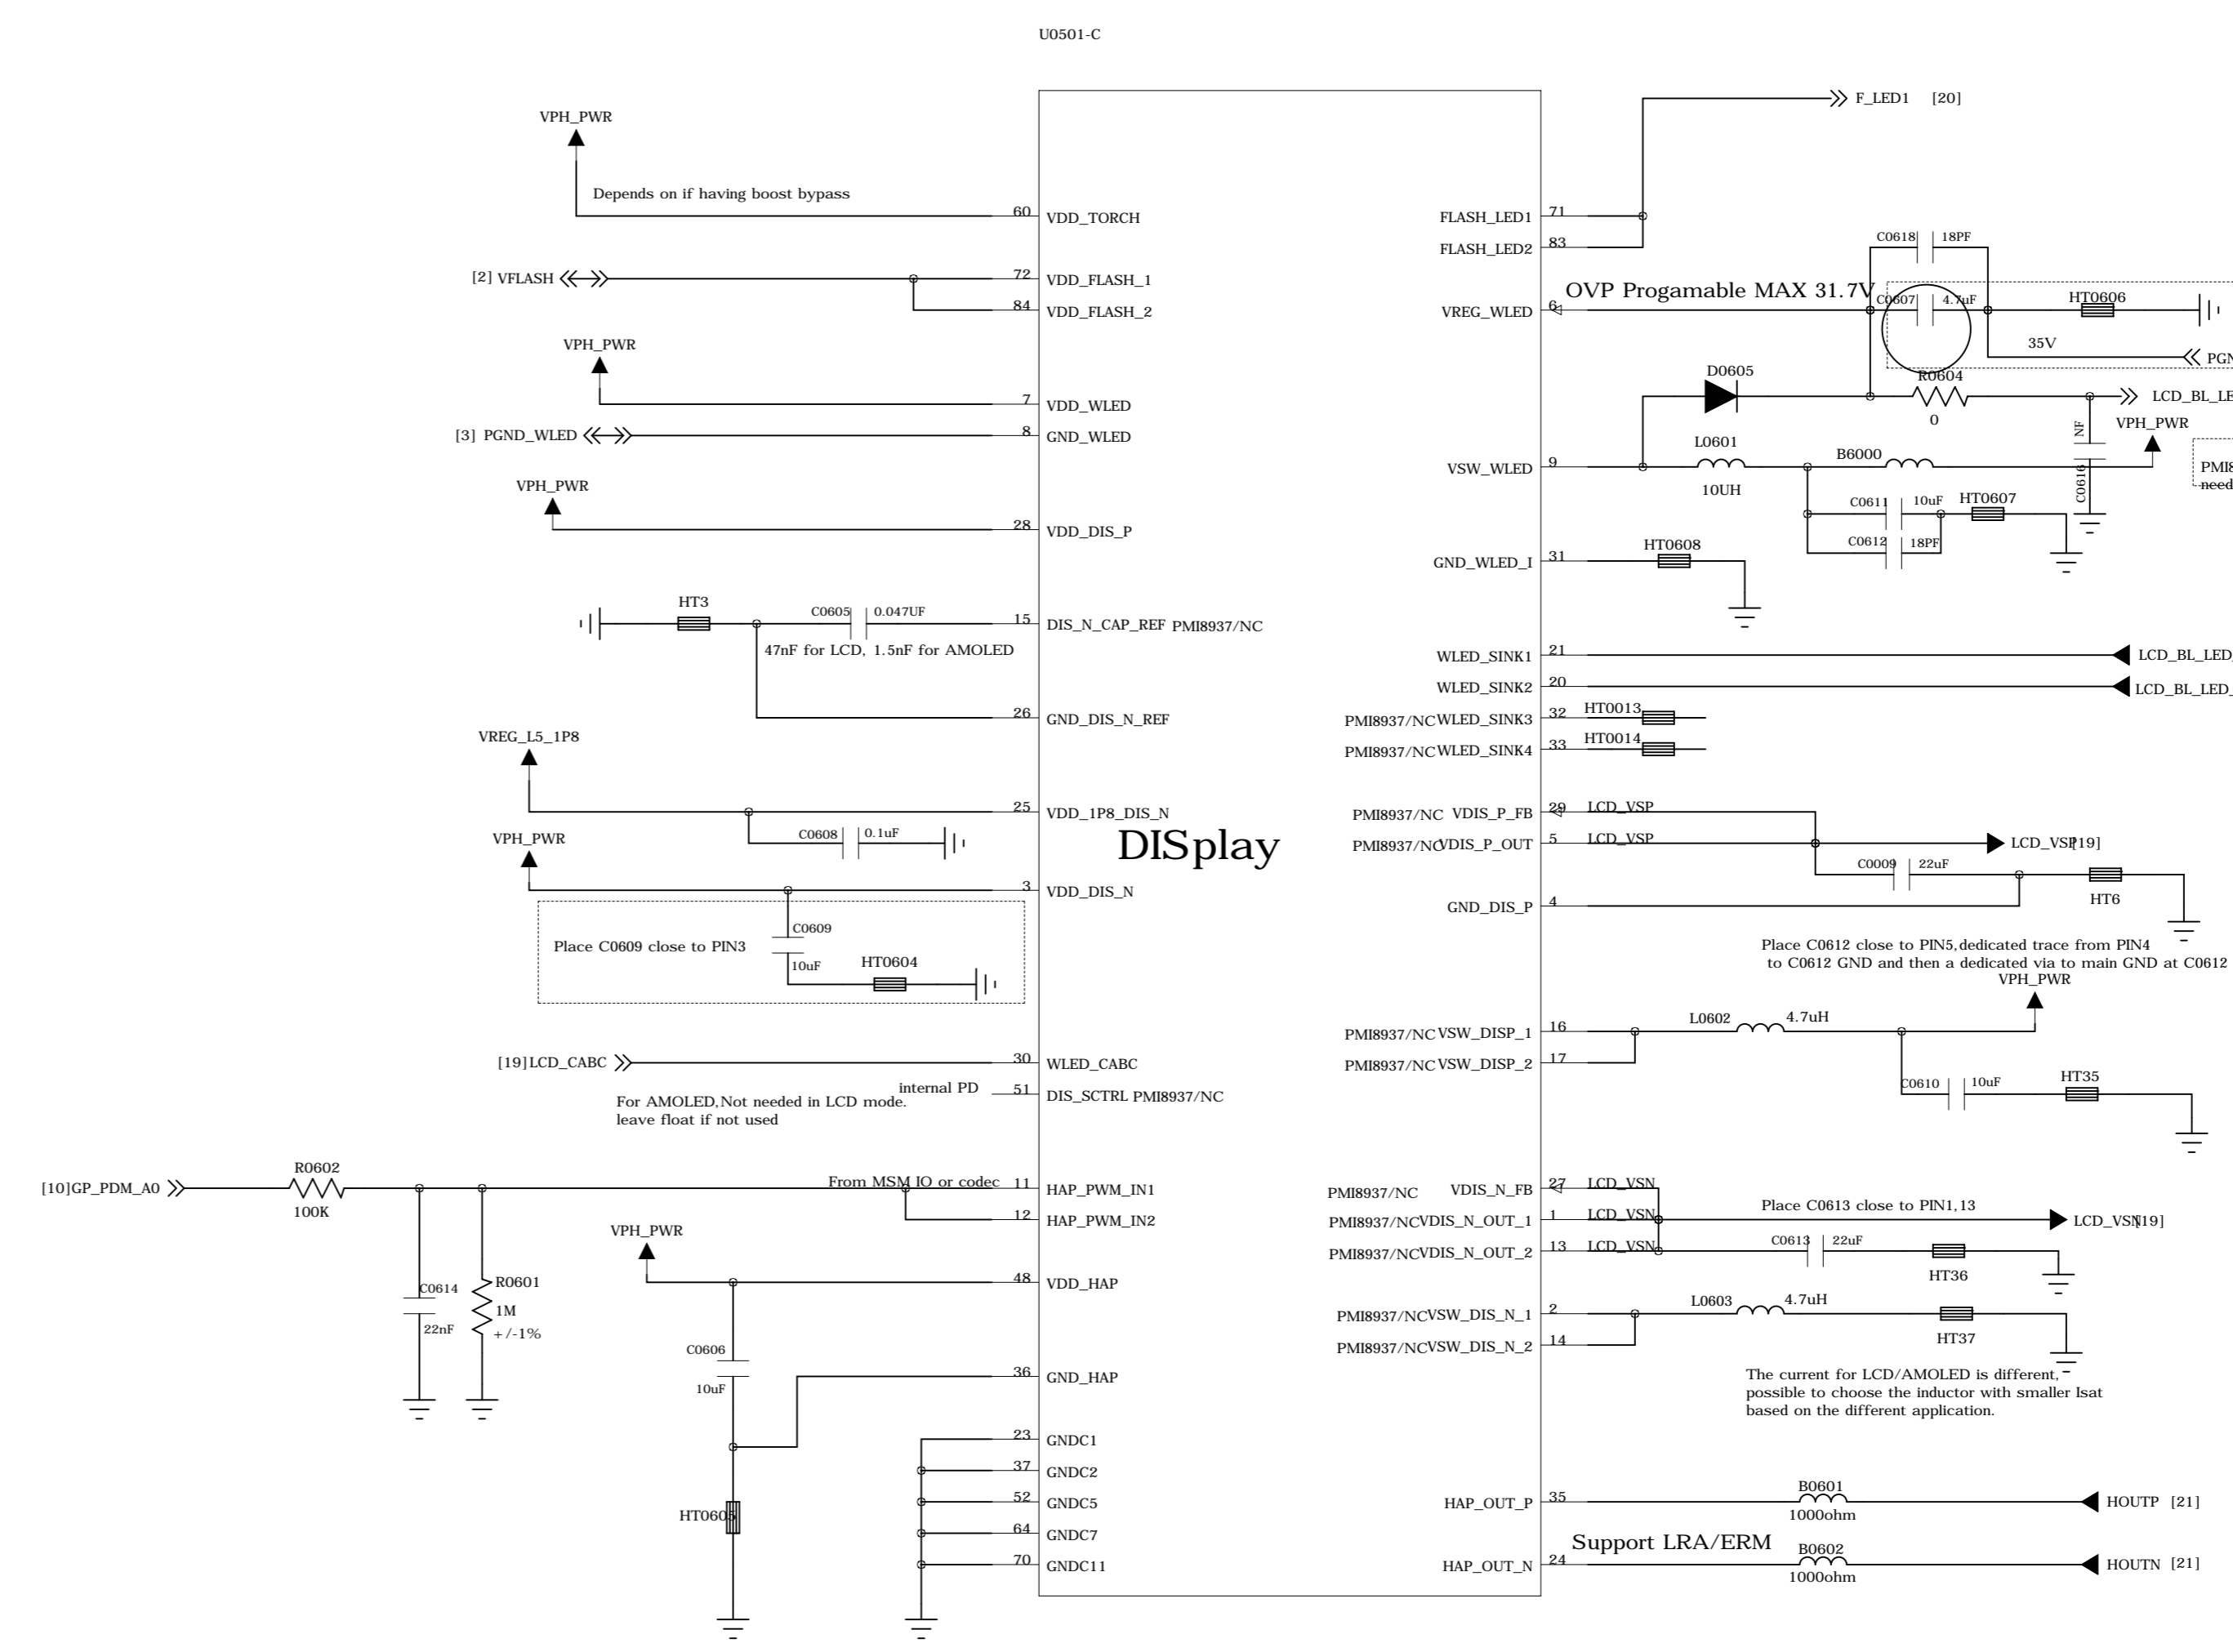 U0501-C
VPH_PWR
Depends on if having boost bypass
60 VDD_TORCH
[2] VFLASH
72 VDD_FLASH_1
84 VDD_FLASH_2
VPH_PWR
7 VDD_WLED
[3] PGND_WLED
8 GND_WLED
VPH_PWR
28 VDD_DIS_P
HT3
C0605
0.047UF
15 DIS_N_CAP_REF PMI8937/NC
47nF for LCD, 1.5nF for AMOLED
26 GND_DIS_N_REF
VREG_L5_1P8
25 VDD_1P8_DIS_N
C0608
0.1uF
VPH_PWR
3 VDD_DIS_N
Place C0609 close to PIN3
C0609
10uF
HT0604
[19]LCD_CABC
30 WLED_CABC
internal PD
51 DIS_SCTRL PMI8937/NC
For AMOLED,Not needed in LCD mode.
leave float if not used
[10]GP_PDM_A0
R0602
100K
From MSM IO or codec
11 HAP_PWM_IN1
12 HAP_PWM_IN2
C0614
22nF
R0601
1M
+/-1%
VPH_PWR
48 VDD_HAP
C0606
10uF
36 GND_HAP
HT0605
23 GNDC1
37 GNDC2
52 GNDC5
64 GNDC7
70 GNDC11
DISplay
F_LED1 [20]
FLASH_LED1 71
FLASH_LED2 83
C0618
18PF
OVP Progamable MAX 31.7V
VREG_WLED 6
C0607
4.7uF
HT0606
35V
PGN
D0605
R0604
0
LCD_BL_LE
VPH_PWR
NF
C0616
L0601
10UH
B6000
VSW_WLED 9
C0611
10uF
HT0607
C0612
18PF
PMI8
need
HT0608
GND_WLED_I 31
WLED_SINK1 21
LCD_BL_LED_
WLED_SINK2 20
LCD_BL_LED_
PMI8937/NC WLED_SINK3 32
HT0013
PMI8937/NC WLED_SINK4 33
HT0014
PMI8937/NC VDIS_P_FB 29
LCD_VSP
PMI8937/NC VDIS_P_OUT 5
LCD_VSP
LCD_VSP[19]
C0009
22uF
HT6
GND_DIS_P 4
Place C0612 close to PIN5,dedicated trace from PIN4
to C0612 GND and then a dedicated via to main GND at C0612
VPH_PWR
PMI8937/NC VSW_DISP_1 16
L0602
4.7uH
PMI8937/NC VSW_DISP_2 17
C0610
10uF
HT35
PMI8937/NC VDIS_N_FB 27
LCD_VSN
Place C0613 close to PIN1,13
PMI8937/NC VDIS_N_OUT_1 1
LCD_VSN
LCD_VSN[19]
PMI8937/NC VDIS_N_OUT_2 13
LCD_VSN
C0613
22uF
HT36
PMI8937/NC VSW_DIS_N_1 2
L0603
4.7uH
HT37
PMI8937/NC VSW_DIS_N_2 14
The current for LCD/AMOLED is different,
possible to choose the inductor with smaller Isat
based on the different application.
HAP_OUT_P 35
B0601
1000ohm
HOUTP [21]
Support LRA/ERM
HAP_OUT_N 24
B0602
1000ohm
HOUTN [21]